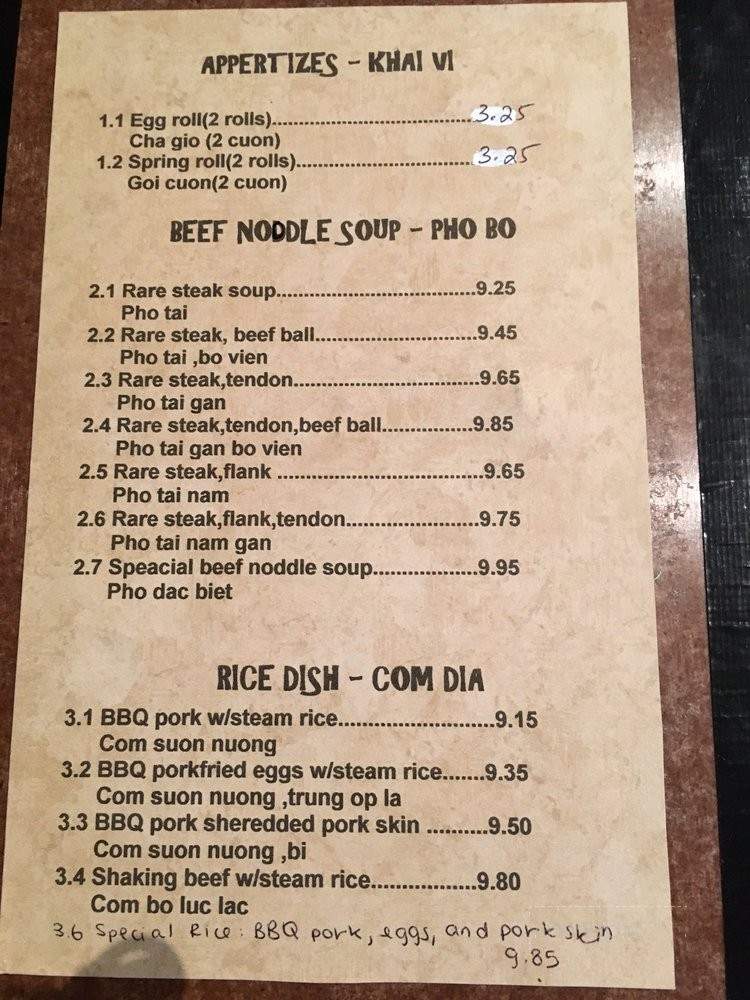 APPERTIZES - KHAI VI
1.1 Egg roll(2 rolls)..................................3.25
Cha gio (2 cuon)
1.2 Spring roll(2 rolls)..............................3.25
Goi cuon(2 cuon)
BEEF NODDLE SOUP - PHO BO
2.1 Rare steak soup..................................9.25
Pho tai
2.2 Rare steak, beef ball...........................9.45
Pho tai ,bo vien
2.3 Rare steak,tendon...............................9.65
Pho tai gan
2.4 Rare steak,tendon,beef ball...............9.85
Pho tai gan bo vien
2.5 Rare steak,flank ..................................9.65
Pho tai nam
2.6 Rare steak,flank,tendon......................9.75
Pho tai nam gan
2.7 Speacial beef noddle soup..................9.95
Pho dac biet
RICE DISH - COM DIA
3.1 BBQ pork w/steam rice.........................9.15
Com suon nuong
3.2 BBQ porkfried eggs w/steam rice.......9.35
Com suon nuong ,trung op la
3.3 BBQ pork sheredded pork skin ..........9.50
Com suon nuong ,bi
3.4 Shaking beef w/steam rice.................9.80
Com bo luc lac
3.6 Special Rice: BBQ pork, eggs, and pork skin
9.85